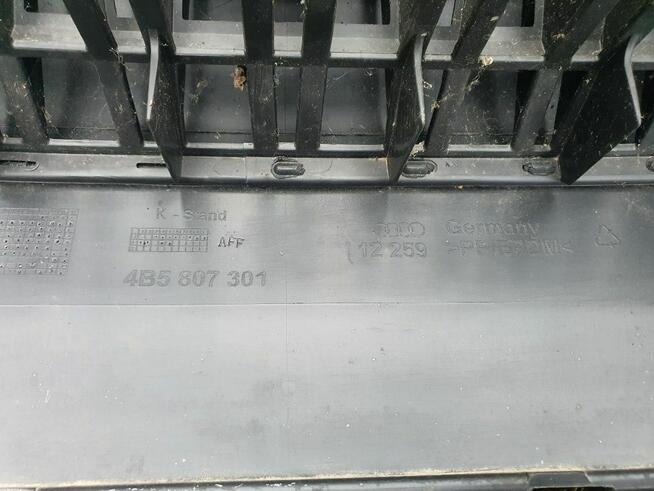 K - Stand
AFF
4B5 807 301
Germany
12 259